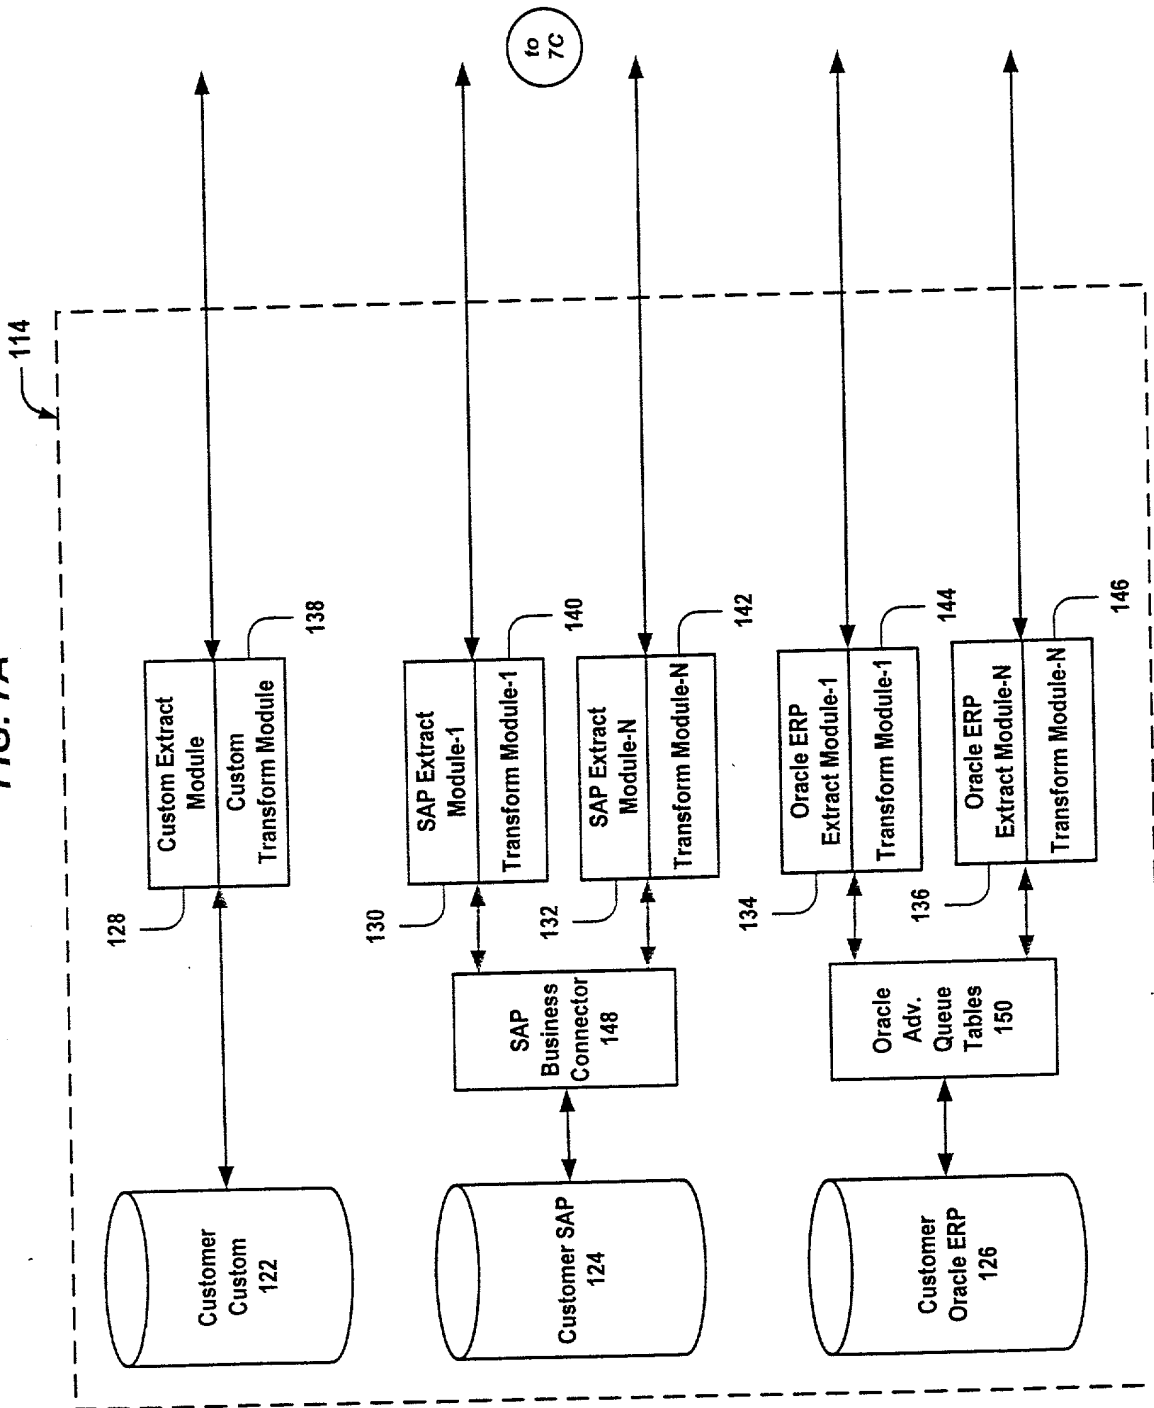 FIG. 7A
114
to
7C
Customer
Custom
122
128
Custom Extract
Module
Custom
Transform Module
138
Customer SAP
124
SAP
Business
Connector
148
130
SAP Extract
Module-1
Transform Module-1
140
132
SAP Extract
Module-N
Transform Module-N
142
Customer
Oracle ERP
126
Oracle
Adv.
Queue
Tables
150
134
Oracle ERP
Extract Module-1
Transform Module-1
144
136
Oracle ERP
Extract Module-N
Transform Module-N
146